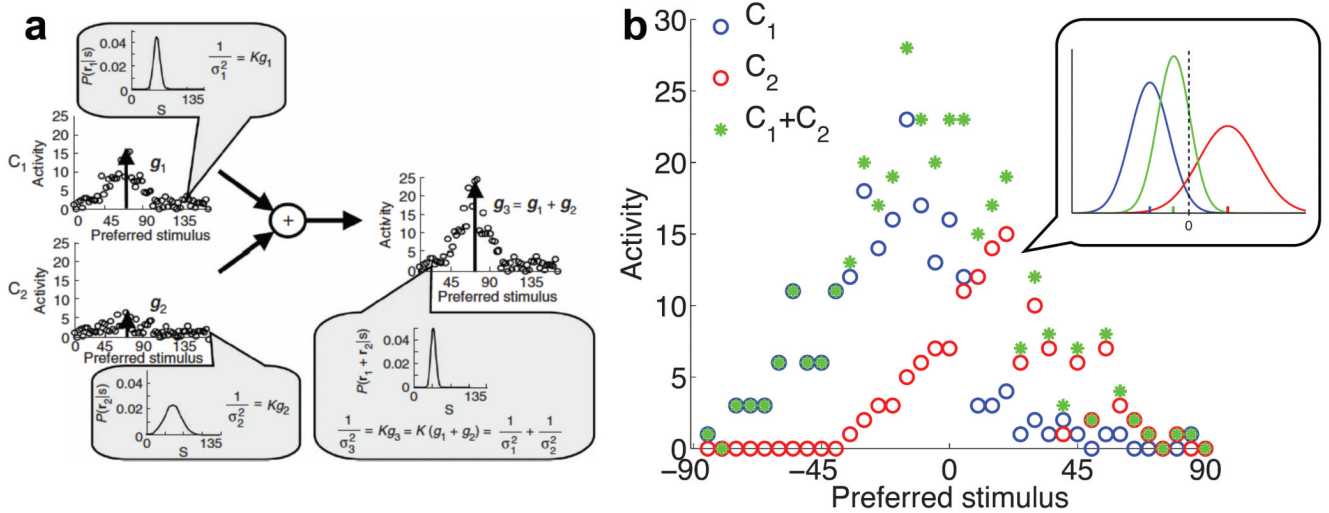 a
P(r₁|s)
0.04
0.02
0
0
135
S
1/σ₁² = Kg₁
C₁
Activity
25
20
15
10
5
0
g₁
0
45
90
135
Preferred stimulus
C₂
Activity
25
20
15
10
5
0
g₂
0
45
90
135
Preferred stimulus
P(r₂|s)
0.04
0.02
0
0
135
S
1/σ₂² = Kg₂
+
Activity
25
20
15
10
5
0
g₃ = g₁ + g₂
45
90
135
Preferred stimulus
P(r₁ + r₂|s)
0.04
0.02
0
0
135
S
1/σ₃² = Kg₃ = K(g₁ + g₂) = 1/σ₁² + 1/σ₂²
b
C₁
C₂
C₁+C₂
Activity
30
25
20
15
10
5
0
−90
−45
0
45
90
Preferred stimulus
0